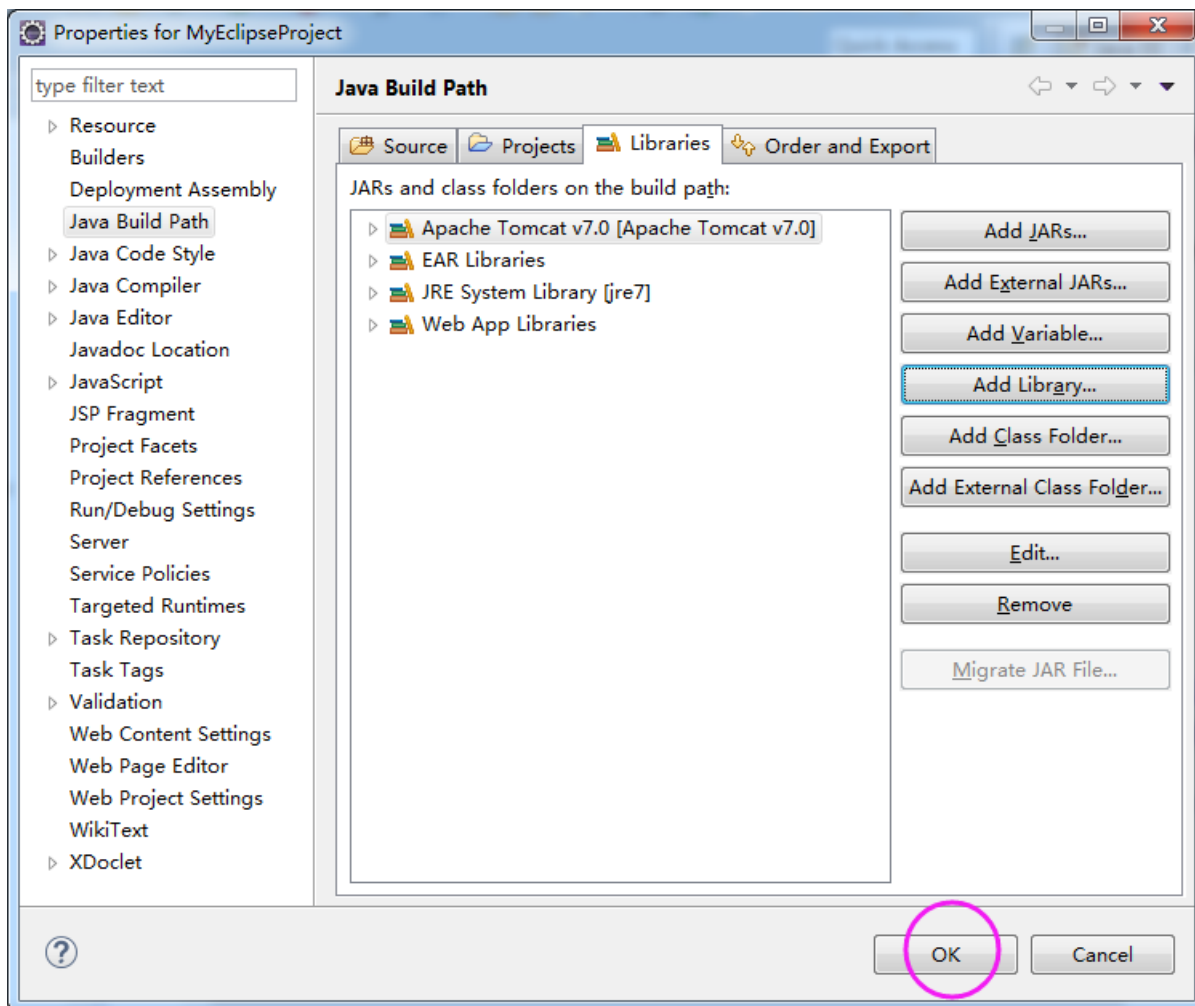 Properties for MyEclipseProject
type filter text
Resource
Builders
Deployment Assembly
Java Build Path
Java Code Style
Java Compiler
Java Editor
Javadoc Location
JavaScript
JSP Fragment
Project Facets
Project References
Run/Debug Settings
Server
Service Policies
Targeted Runtimes
Task Repository
Task Tags
Validation
Web Content Settings
Web Page Editor
Web Project Settings
WikiText
XDoclet
Java Build Path
Source Projects Libraries Order and Export
JARs and class folders on the build path:
Apache Tomcat v7.0 [Apache Tomcat v7.0]
EAR Libraries
JRE System Library [jre7]
Web App Libraries
Add JARs...
Add External JARs...
Add Variable...
Add Library...
Add Class Folder...
Add External Class Folder...
Edit...
Remove
Migrate JAR File...
? OK Cancel